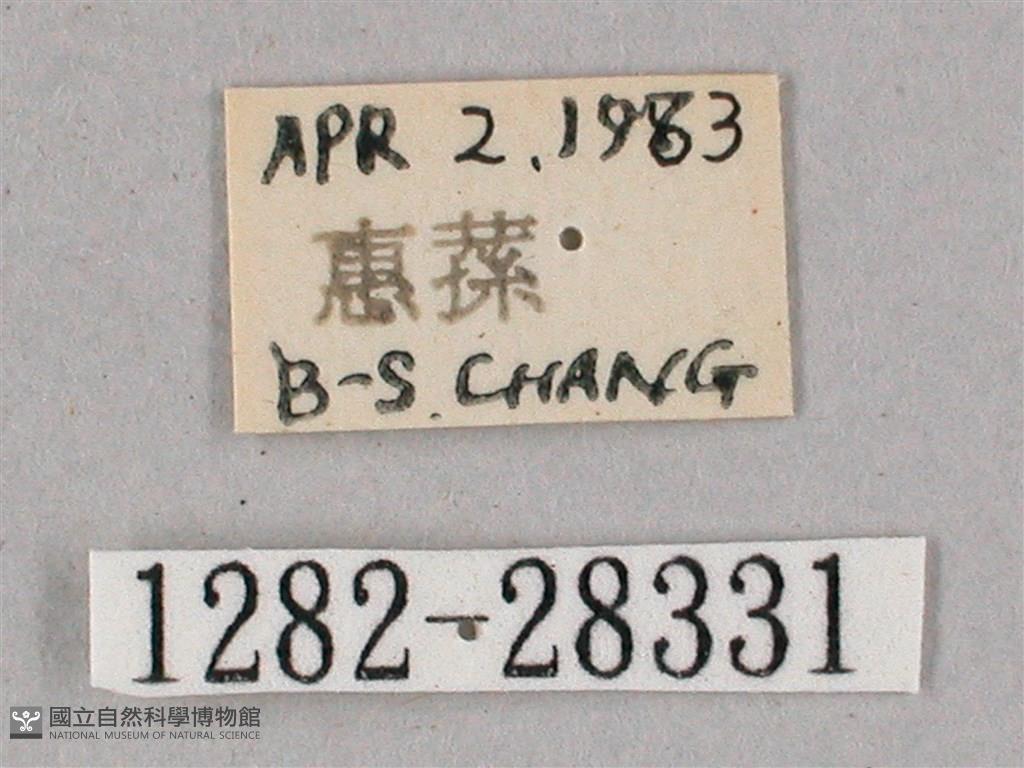 APR 2. 1983
惠蓀
B-S. CHANG
1282-28331
國立自然科學博物館
NATIONAL MUSEUM OF NATURAL SCIENCE